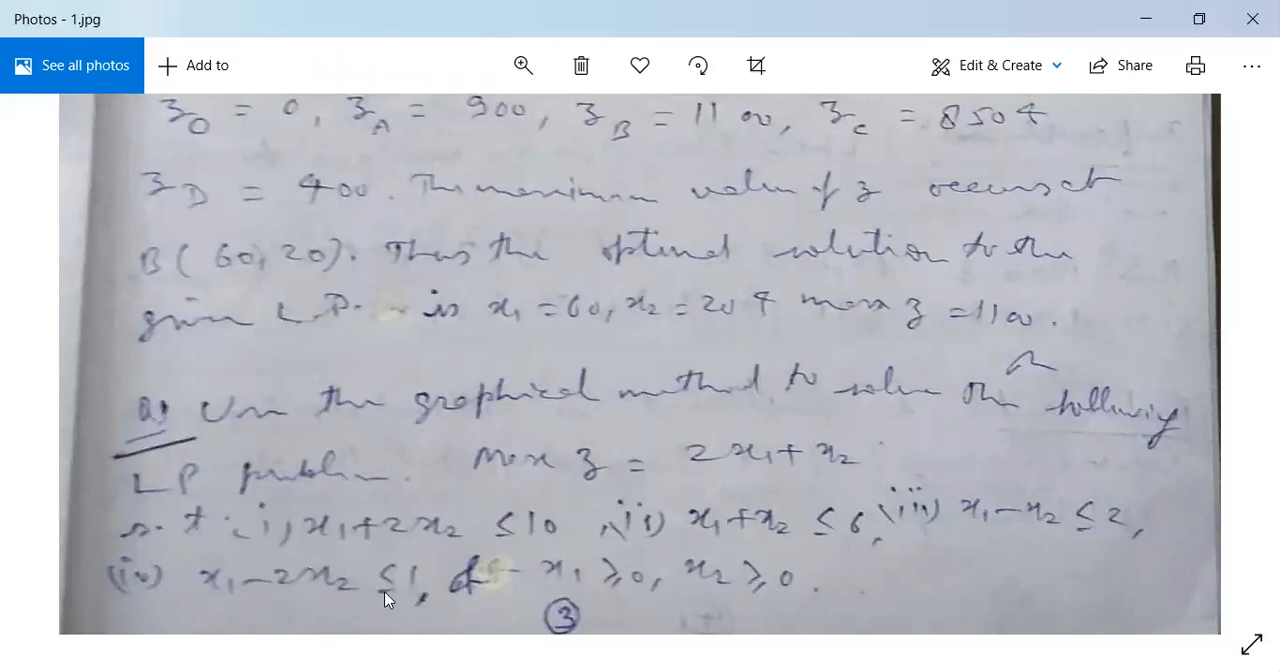 Photos - 1.jpg
See all photos
Add to
Edit & Create
Share
z_O = 0, z_A = 900, z_B = 1100, z_C = 850 &
z_D = 400. The maximum value of z occurs at
B(60, 20). Thus the optimal solution to the
given LP is x₁ = 60, x₂ = 20 & max z = 1100.
Q) Use the graphical method to solve the following
LP problem. Max z = 2x₁ + x₂
s.t. (i) x₁ + 2x₂ ≤ 10, (ii) x₁ + x₂ ≤ 6, (iii) x₁ - x₂ ≤ 2,
(iv) x₁ - 2x₂ ≤ 1, & x₁ ≥ 0, x₂ ≥ 0.
3